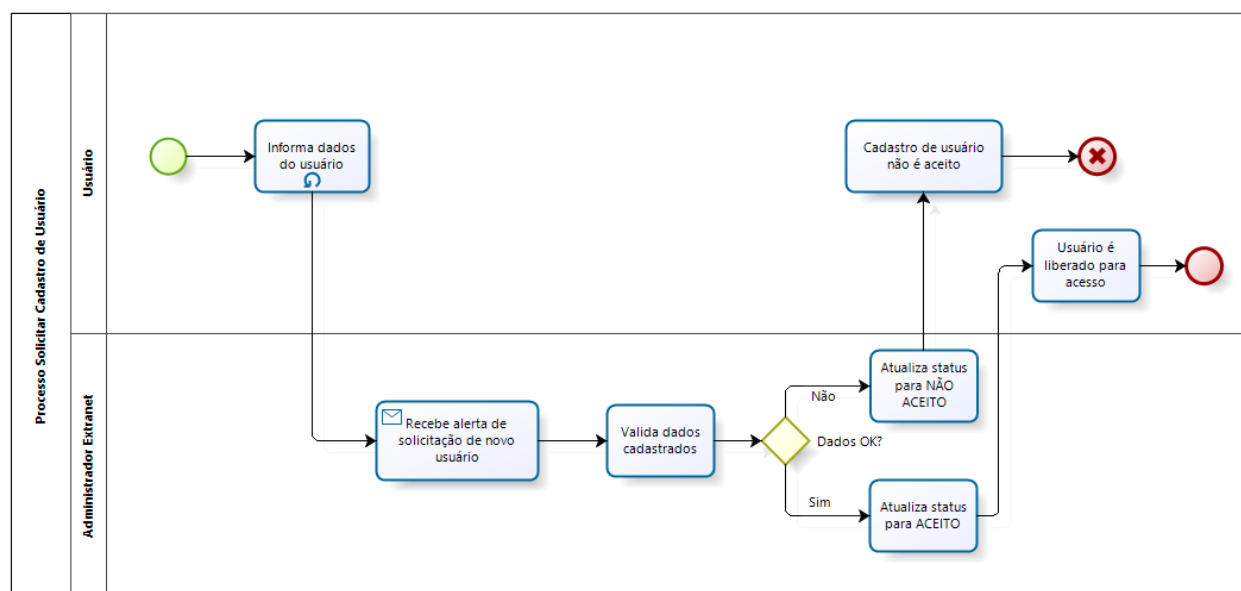 Processo Solicitar Cadastro de Usuário
Usuário
Informa dados
do usuário
Cadastro de usuário
não é aceito
Usuário é
liberado para
acesso
Administrador Extranet
Recebe alerta de
solicitação de novo
usuário
Valida dados
cadastrados
Dados OK?
Não
Atualiza status
para NÃO
ACEITO
Sim
Atualiza status
para ACEITO